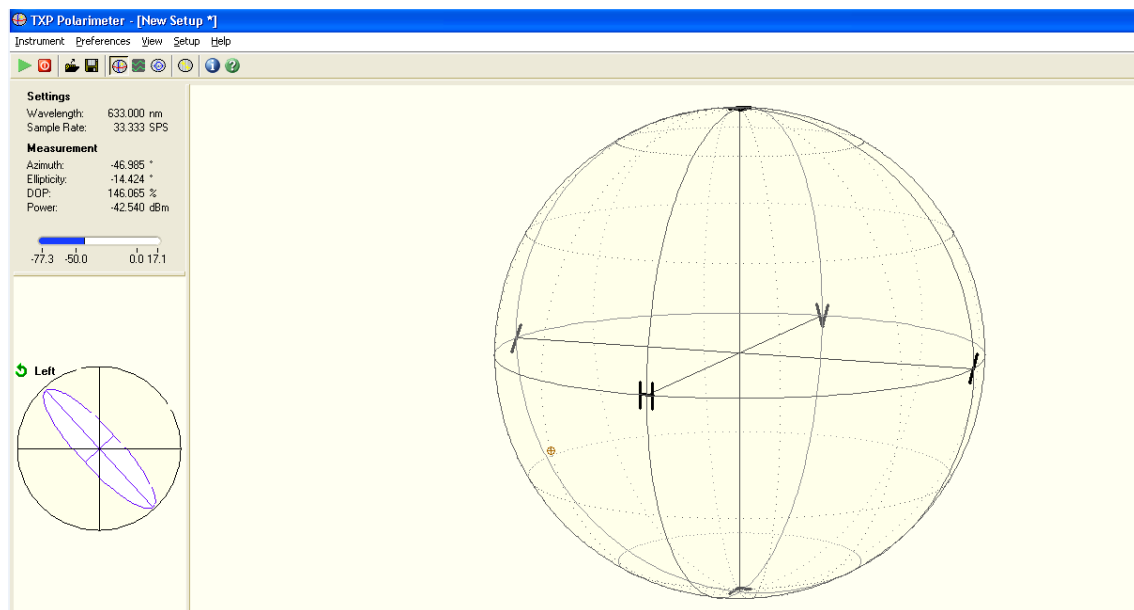 TXP Polarimeter - [New Setup *]
Instrument Preferences View Setup Help
Settings
Wavelength: 633.000 nm
Sample Rate: 33.333 SPS
Measurement
Azimuth: -46.985 °
Ellipticity: -14.424 °
DOP: 146.065 %
Power: -42.540 dBm
-77.3 -50.0 0.0 17.1
Left
V
H